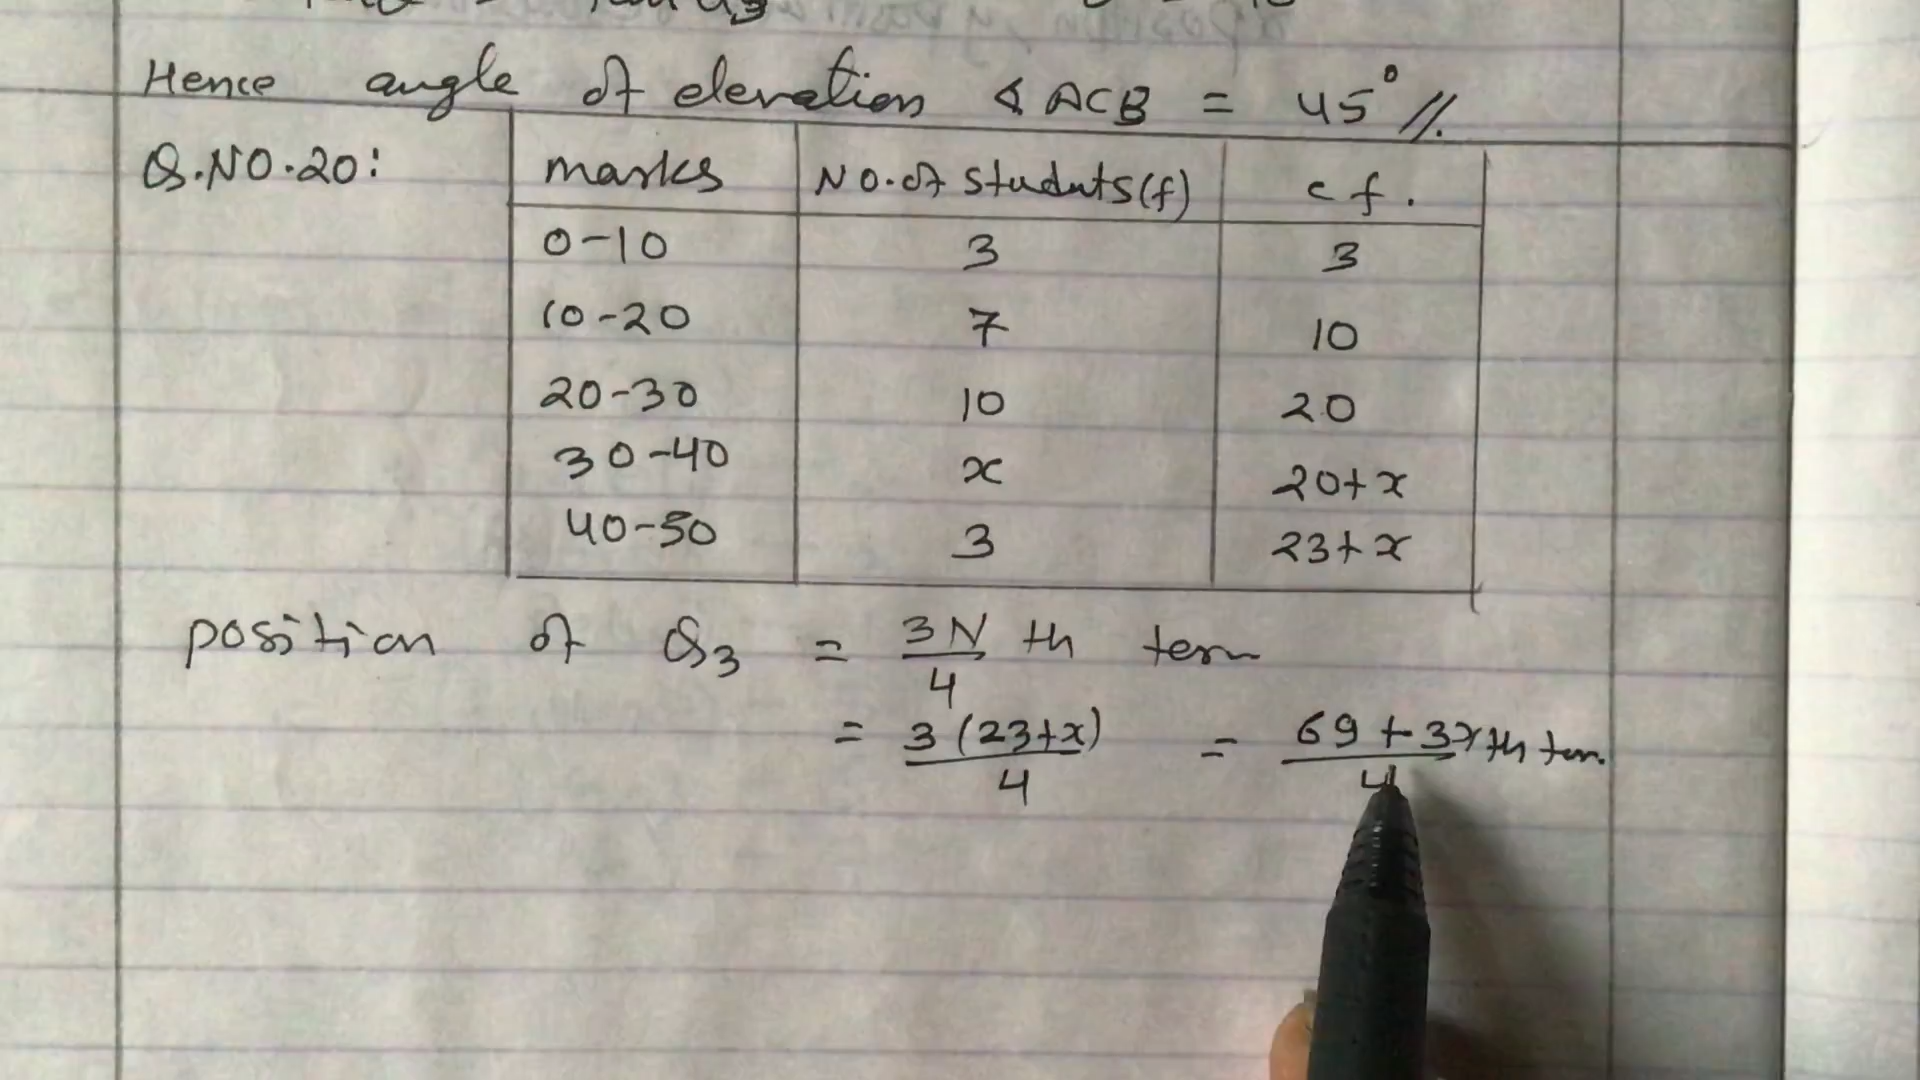 Hence angle of elevation ∢ ACB = 45° //.
Q.NO.20:
marks No. of students (f) c f.
0-10 3 3
10-20 7 10
20-30 10 20
30-40 x 20+x
40-50 3 23+x
position of Q3 = 3N/4 th term
= 3(23+x)/4 = 69+3x/4 th term.